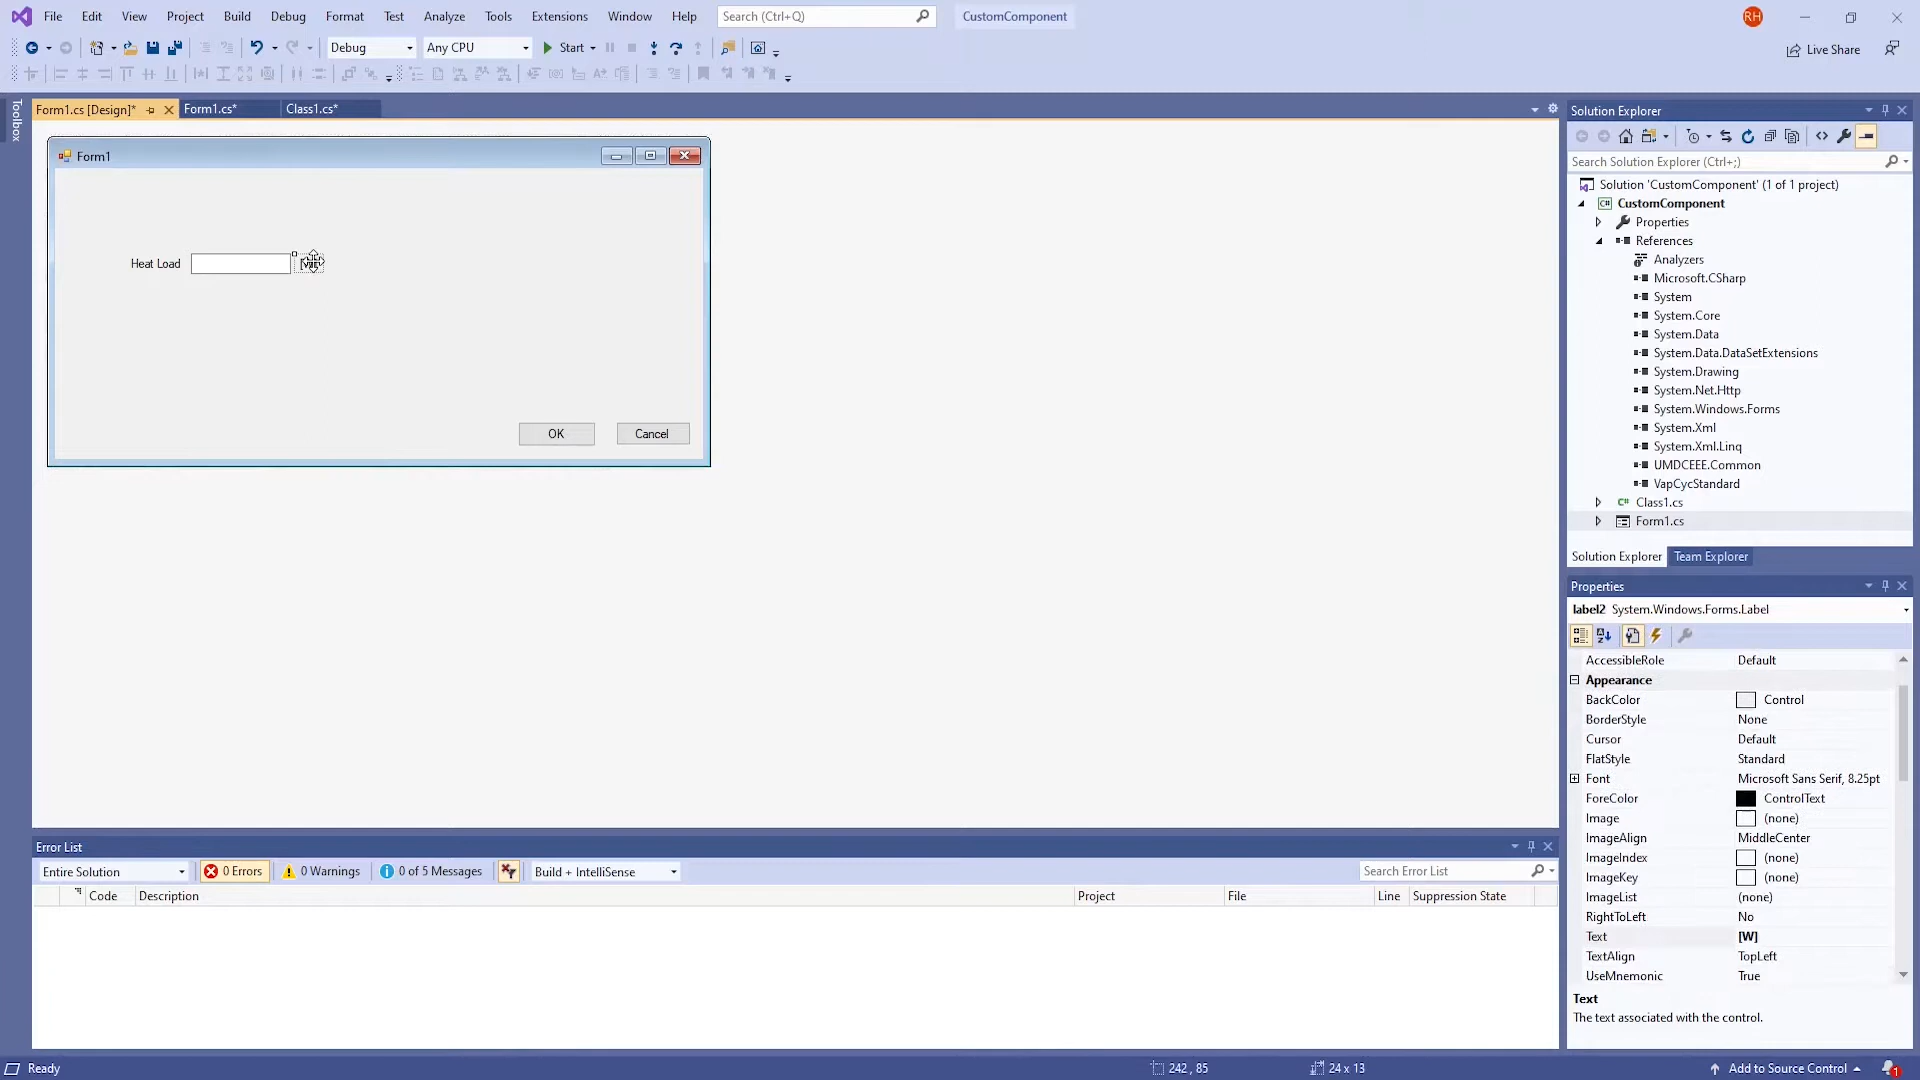 File Edit View Project Build Debug Format Test Analyze Tools Extensions Window Help Search (Ctrl+Q) CustomComponent RH
Debug Any CPU Start Live Share
Toolbox
Form1.cs [Design]* Form1.cs* Class1.cs*
Form1
Heat Load
OK Cancel
Solution Explorer
Search Solution Explorer (Ctrl+;)
Solution 'CustomComponent' (1 of 1 project)
CustomComponent
Properties
References
Analyzers
Microsoft.CSharp
System
System.Core
System.Data
System.Data.DataSetExtensions
System.Drawing
System.Net.Http
System.Windows.Forms
System.Xml
System.Xml.Linq
UMDCEEE.Common
VapCycStandard
Class1.cs
Form1.cs
Solution Explorer Team Explorer
Properties
label2 System.Windows.Forms.Label
AccessibleRole Default
Appearance
BackColor Control
BorderStyle None
Cursor Default
FlatStyle Standard
Font Microsoft Sans Serif, 8.25pt
ForeColor ControlText
Image (none)
ImageAlign MiddleCenter
ImageIndex (none)
ImageKey (none)
ImageList (none)
RightToLeft No
Text [W]
TextAlign TopLeft
UseMnemonic True
Text
The text associated with the control.
Error List
Entire Solution 0 Errors 0 Warnings 0 of 5 Messages Build + IntelliSense Search Error List
Code Description Project File Line Suppression State
Ready 242 , 85 24 x 13 Add to Source Control 1